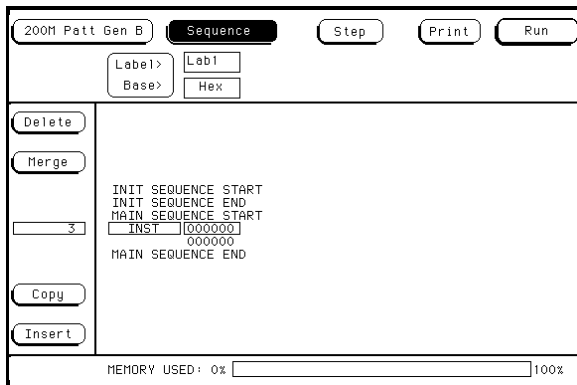 200M Patt Gen B Sequence Step Print Run
Label> Lab1
Base> Hex
Delete
Merge
INIT SEQUENCE START
INIT SEQUENCE END
MAIN SEQUENCE START
3 INST 000000
000000
MAIN SEQUENCE END
Copy
Insert
MEMORY USED: 0% 100%